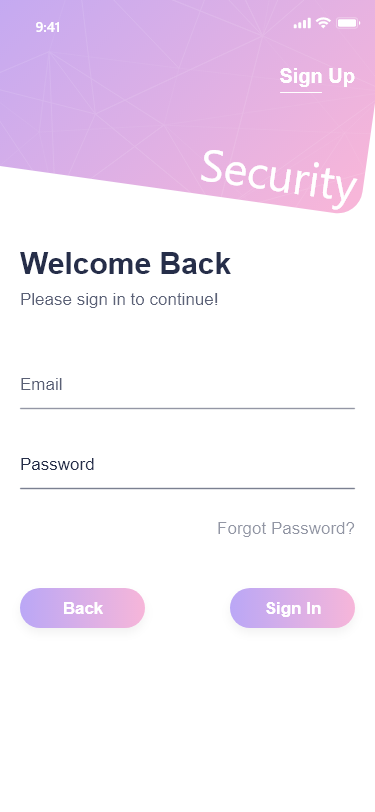 9:41
Sign Up
Security
Welcome Back
Please sign in to continue!
Email
Password
Forgot Password?
Back
Sign In